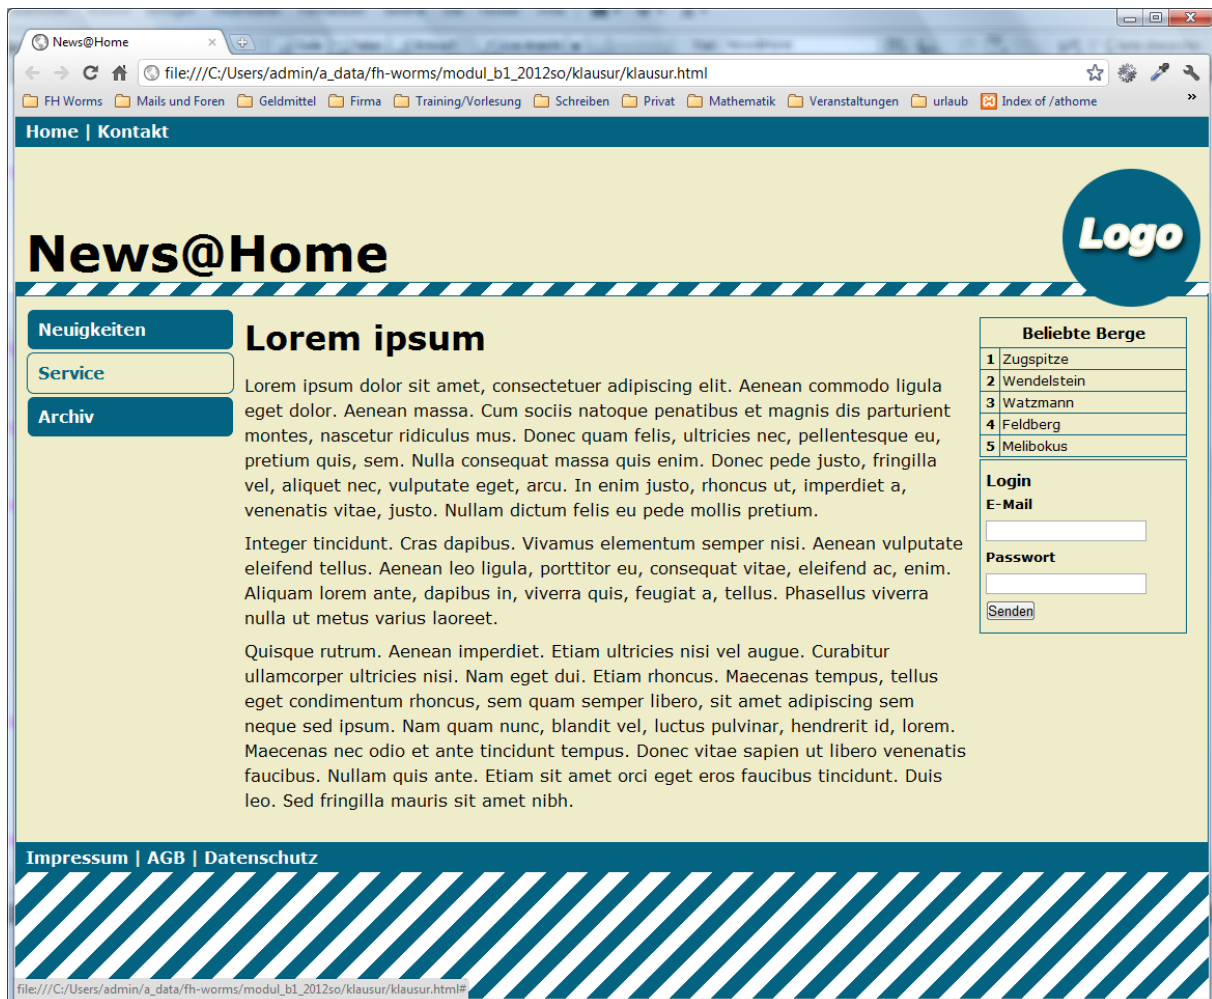 News@Home
file:///C:/Users/admin/a_data/fh-worms/modul_b1_2012so/klausur/klausur.html
FH Worms Mails und Foren Geldmittel Firma Training/Vorlesung Schreiben Privat Mathematik Veranstaltungen urlaub Index of /athome »
Home | Kontakt
Logo
News@Home
Neuigkeiten
Service
Archiv
Lorem ipsum
Lorem ipsum dolor sit amet, consectetuer adipiscing elit. Aenean commodo ligula
eget dolor. Aenean massa. Cum sociis natoque penatibus et magnis dis parturient
montes, nascetur ridiculus mus. Donec quam felis, ultricies nec, pellentesque eu,
pretium quis, sem. Nulla consequat massa quis enim. Donec pede justo, fringilla
vel, aliquet nec, vulputate eget, arcu. In enim justo, rhoncus ut, imperdiet a,
venenatis vitae, justo. Nullam dictum felis eu pede mollis pretium.
Integer tincidunt. Cras dapibus. Vivamus elementum semper nisi. Aenean vulputate
eleifend tellus. Aenean leo ligula, porttitor eu, consequat vitae, eleifend ac, enim.
Aliquam lorem ante, dapibus in, viverra quis, feugiat a, tellus. Phasellus viverra
nulla ut metus varius laoreet.
Quisque rutrum. Aenean imperdiet. Etiam ultricies nisi vel augue. Curabitur
ullamcorper ultricies nisi. Nam eget dui. Etiam rhoncus. Maecenas tempus, tellus
eget condimentum rhoncus, sem quam semper libero, sit amet adipiscing sem
neque sed ipsum. Nam quam nunc, blandit vel, luctus pulvinar, hendrerit id, lorem.
Maecenas nec odio et ante tincidunt tempus. Donec vitae sapien ut libero venenatis
faucibus. Nullam quis ante. Etiam sit amet orci eget eros faucibus tincidunt. Duis
leo. Sed fringilla mauris sit amet nibh.
Beliebte Berge
1 Zugspitze
2 Wendelstein
3 Watzmann
4 Feldberg
5 Melibokus
Login
E-Mail
Passwort
Senden
Impressum | AGB | Datenschutz
file:///C:/Users/admin/a_data/fh-worms/modul_b1_2012so/klausur/klausur.html#